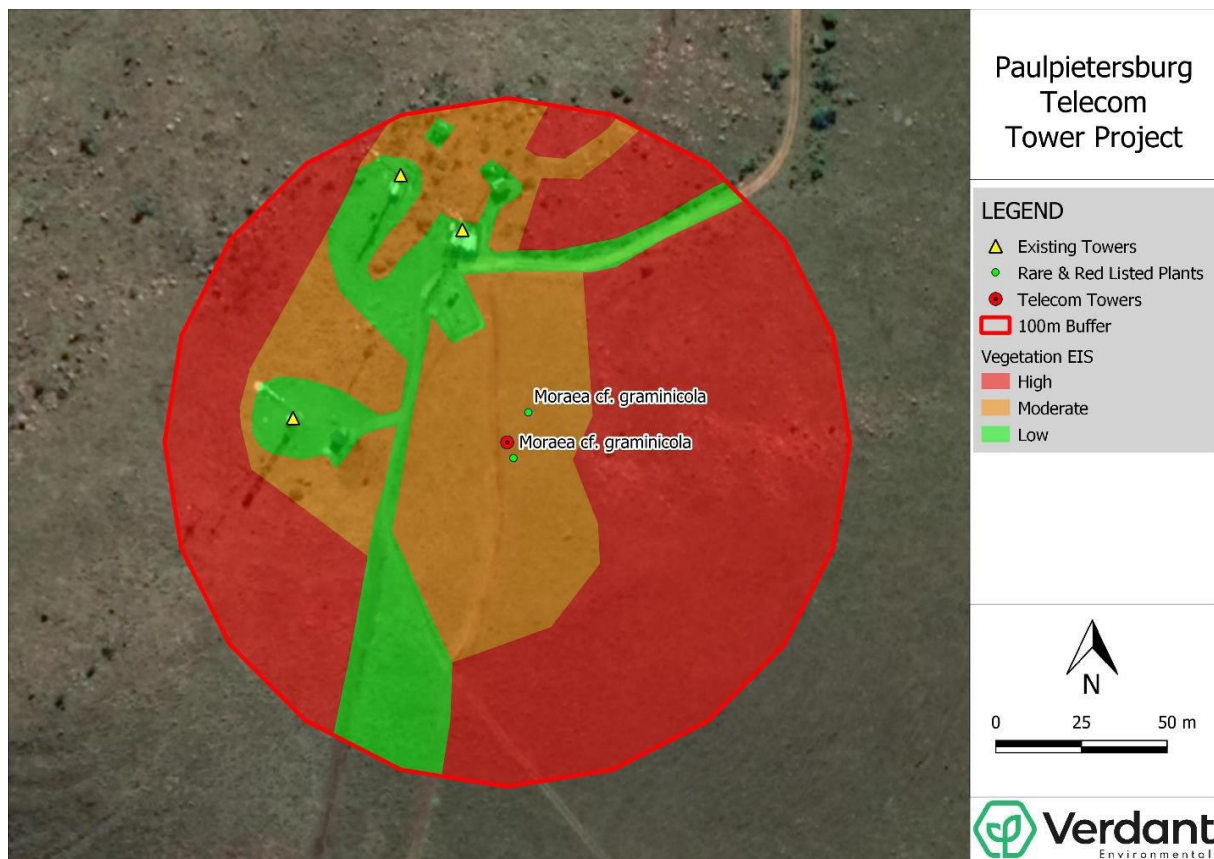 Paulpietersburg
Telecom
Tower Project
LEGEND
Existing Towers
Rare & Red Listed Plants
Telecom Towers
100m Buffer
Vegetation EIS
High
Moderate
Low
Moraea cf. graminicola
Moraea cf. graminicola
N
0 25 50 m
Verdant
Environmental